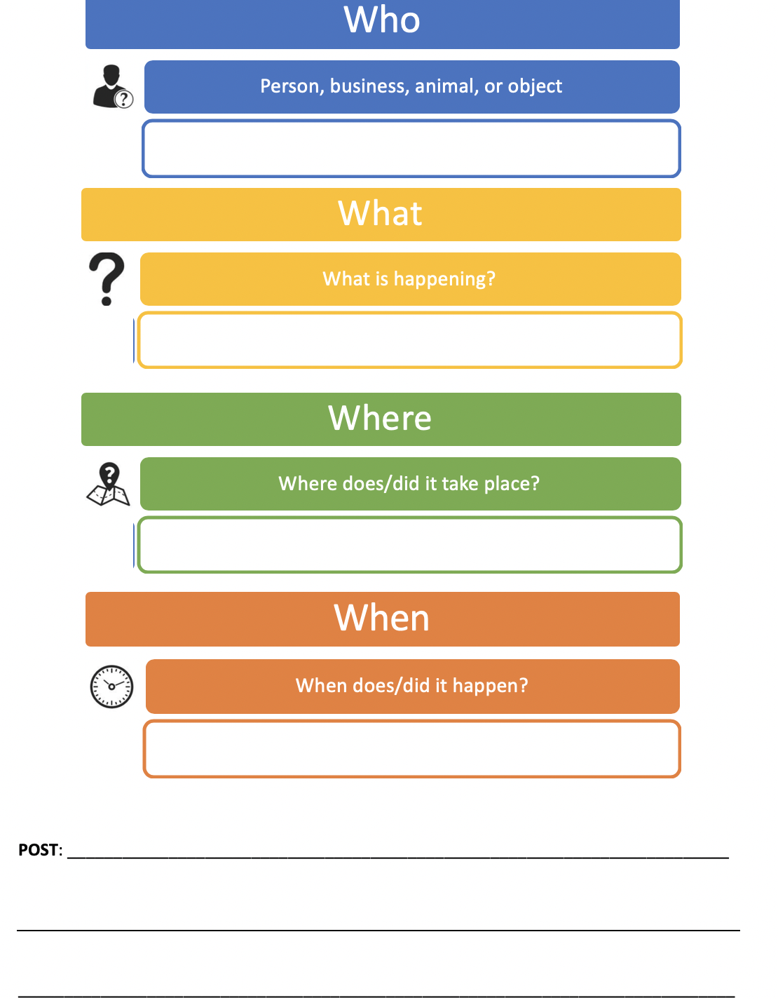 Who
Person, business, animal, or object
What
What is happening?
Where
Where does/did it take place?
When
When does/did it happen?
POST: